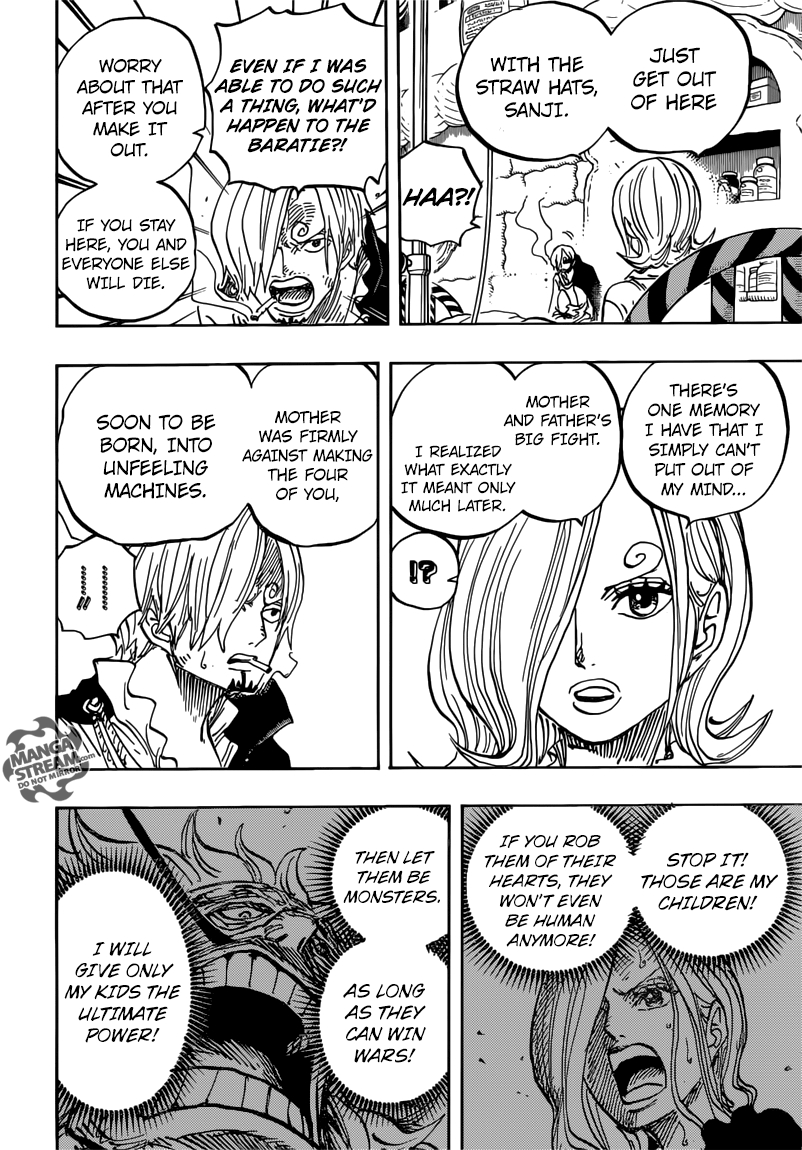 JUST
GET OUT
OF HERE
WITH THE
STRAW HATS,
SANJI.
HAA?!
EVEN IF I WAS
ABLE TO DO SUCH
A THING, WHAT'D
HAPPEN TO THE
BARATIE?!
WORRY
ABOUT THAT
AFTER YOU
MAKE IT
OUT.
IF YOU STAY
HERE, YOU AND
EVERYONE ELSE
WILL DIE.
THERE'S
ONE MEMORY
I HAVE THAT I
SIMPLY CAN'T
PUT OUT OF
MY MIND...
MOTHER
AND FATHER'S
BIG FIGHT.
I REALIZED
WHAT EXACTLY
IT MEANT ONLY
MUCH LATER.
!?
MOTHER
WAS FIRMLY
AGAINST MAKING
THE FOUR
OF YOU,
SOON TO BE
BORN, INTO
UNFEELING
MACHINES.
!!
STOP IT!
THOSE ARE MY
CHILDREN!
IF YOU ROB
THEM OF THEIR
HEARTS, THEY
WON'T EVEN
BE HUMAN
ANYMORE!
THEN LET
THEM BE
MONSTERS.
AS LONG
AS THEY
CAN WIN
WARS!
I WILL
GIVE ONLY
MY KIDS THE
ULTIMATE
POWER!
MANGA
STREAM.com
DO NOT MIRROR